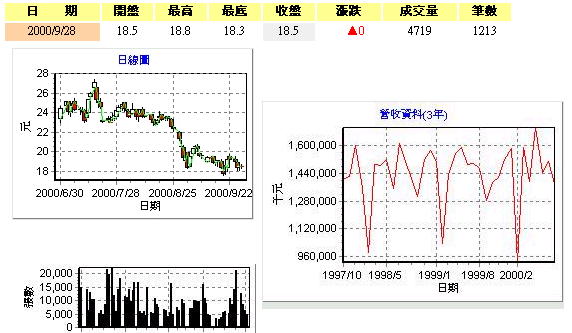 日 期 開盤 最高 最底 收盤 漲跌 成交量 筆數
2000/9/28 18.5 18.8 18.3 18.5 ▲0 4719 1213
日線圖
28
26
24
22
20
18
元
2000/6/30 2000/7/28 2000/8/25 2000/9/22
日期
營收資料(3年)
1,600,000
1,440,000
1,280,000
1,120,000
960,000
千元
1997/10 1998/5 1999/1 1999/8 2000/2
日期
20,000
15,000
10,000
5,000
0
張數